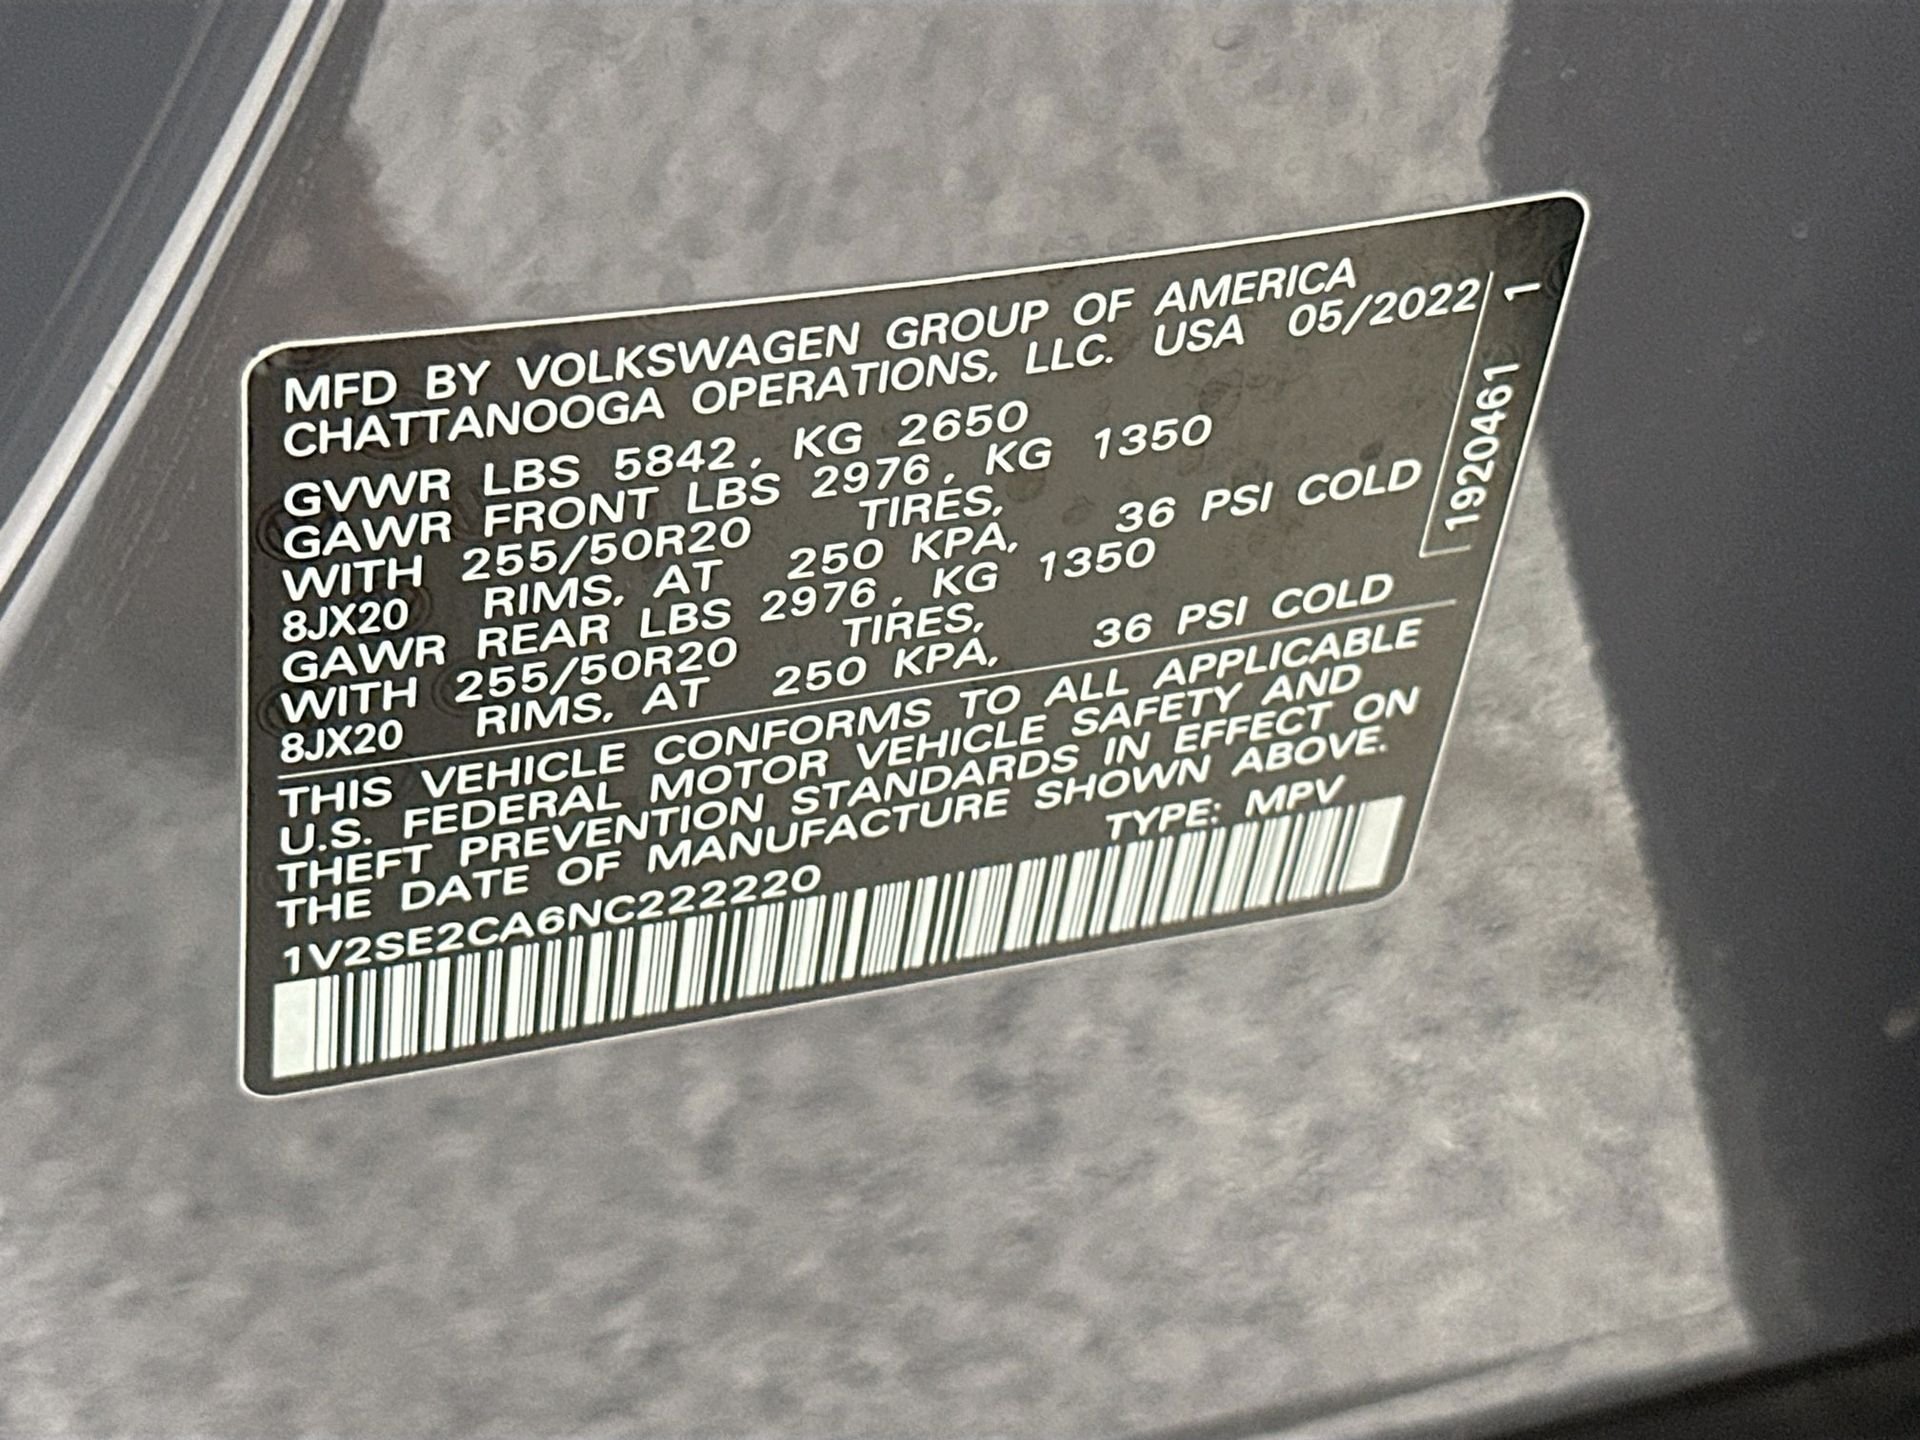 MFD BY VOLKSWAGEN GROUP OF AMERICA
CHATTANOOGA OPERATIONS, LLC. USA 05/2022
GVWR LBS 5842, KG 2650
GAWR FRONT LBS 2976, KG 1350
WITH 255/50R20 TIRES,
8JX20 RIMS, AT 250 KPA, 36 PSI COLD
GAWR REAR LBS 2976, KG 1350
WITH 255/50R20 TIRES,
8JX20 RIMS, AT 250 KPA, 36 PSI COLD
THIS VEHICLE CONFORMS TO ALL APPLICABLE
U.S. FEDERAL MOTOR VEHICLE SAFETY AND
THEFT PREVENTION STANDARDS IN EFFECT ON
THE DATE OF MANUFACTURE SHOWN ABOVE.
TYPE: MPV
1V2SE2CA6NC222220
1920461 1